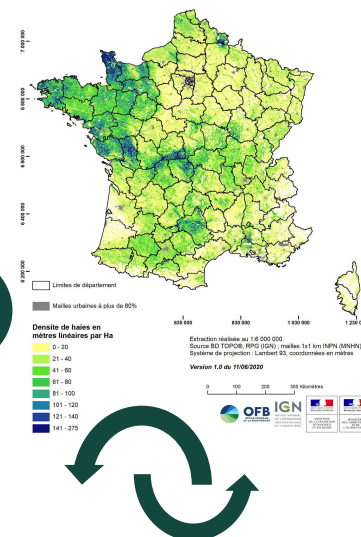 7 000 000
6 800 000
6 600 000
6 400 000
6 200 000
Limites de département
Mailles urbaines à plus de 80%
630 000
830 000
1 030 000
1 230 0
Densite de haies en
mètres linéaires par Ha
0 - 20
21 - 40
41 - 60
61 - 80
81 - 100
101 - 120
121 - 140
141 - 275
Extraction réalisée au 1:6 000 000
Source BD TOPO®, RPG (IGN) ; mailles 1x1 km INPN (MNHN)
Système de projection : Lambert 93, coordonnées en mètres
Version 1.0 du 11/06/2020
0 100 200 300 Kilomètres
OFB
IGN